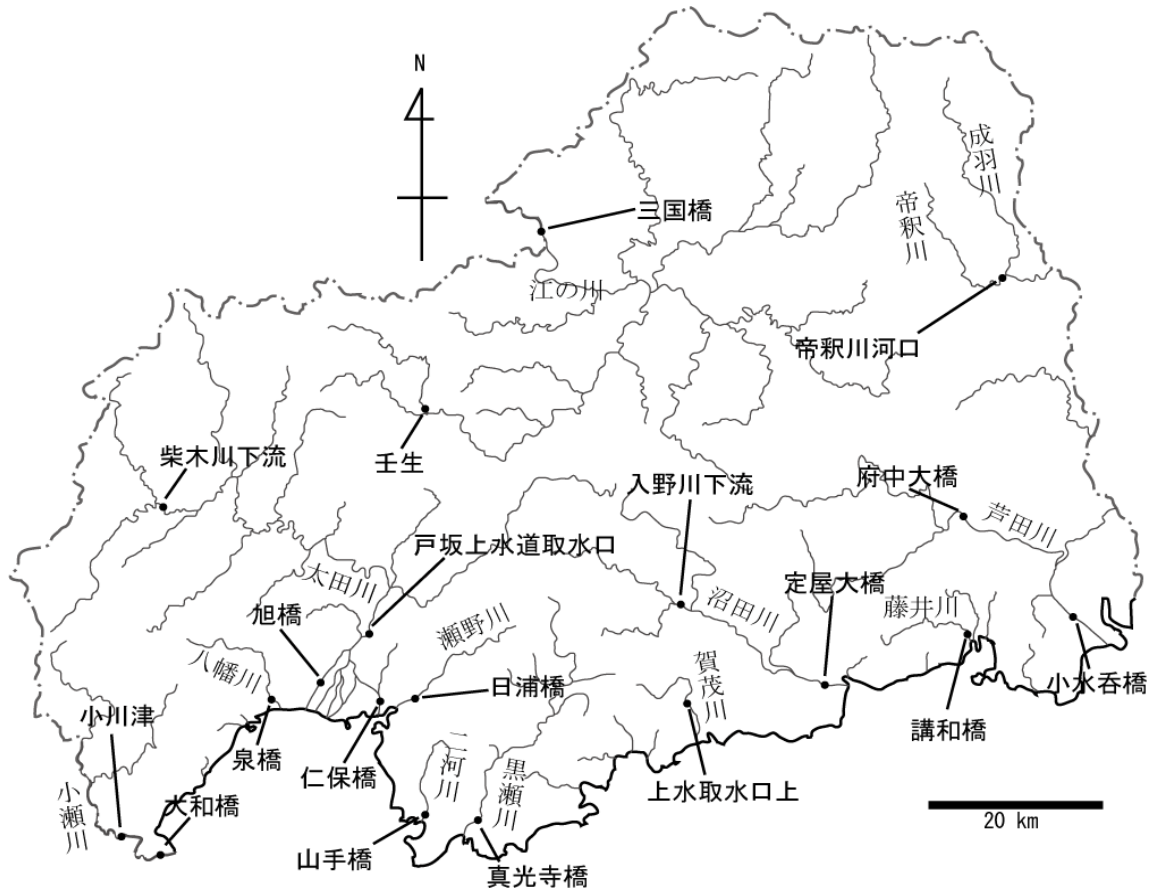 N
成羽川
帝釈川
三国橋
江の川
帝釈川河口
壬生
柴木川下流
入野川下流
府中大橋
芦田川
戸坂上水道取水口
太田川
旭橋
瀬野川
沼田川
定屋大橋
藤井川
八幡川
賀茂川
日浦橋
小水呑橋
小川津
泉橋
仁保橋
講和橋
二河川
黒瀬川
上水取水口上
小瀬川
大和橋
20 km
山手橋
真光寺橋